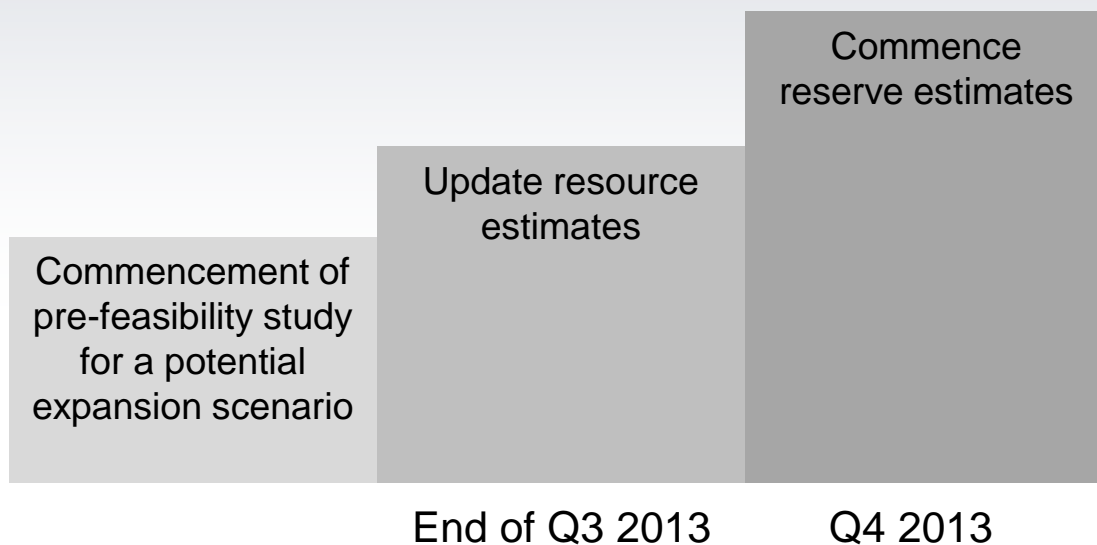 Commence
reserve estimates
Update resource
estimates
Commencement of
pre-feasibility study
for a potential
expansion scenario
End of Q3 2013
Q4 2013